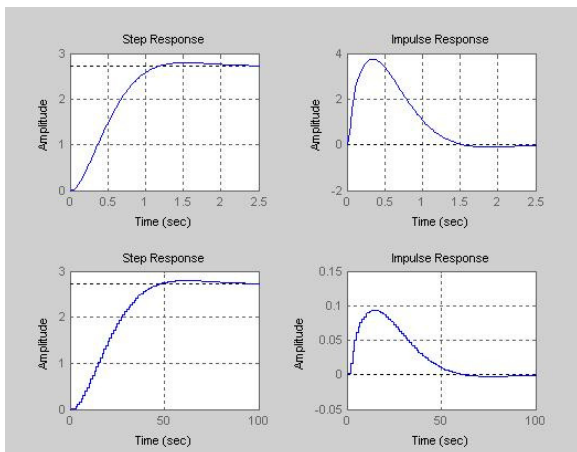 Step Response
3
2
1
0
Amplitude
0 0.5 1 1.5 2 2.5
Time (sec)
Impulse Response
4
2
0
-2
Amplitude
0 0.5 1 1.5 2 2.5
Time (sec)
Step Response
3
2
1
0
Amplitude
0 50 100
Time (sec)
Impulse Response
0.15
0.1
0.05
0
-0.05
Amplitude
0 50 100
Time (sec)